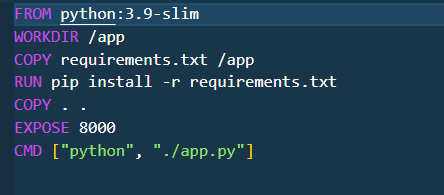 FROM python:3.9-slim
WORKDIR /app
COPY requirements.txt /app
RUN pip install -r requirements.txt
COPY . .
EXPOSE 8000
CMD ["python", "./app.py"]